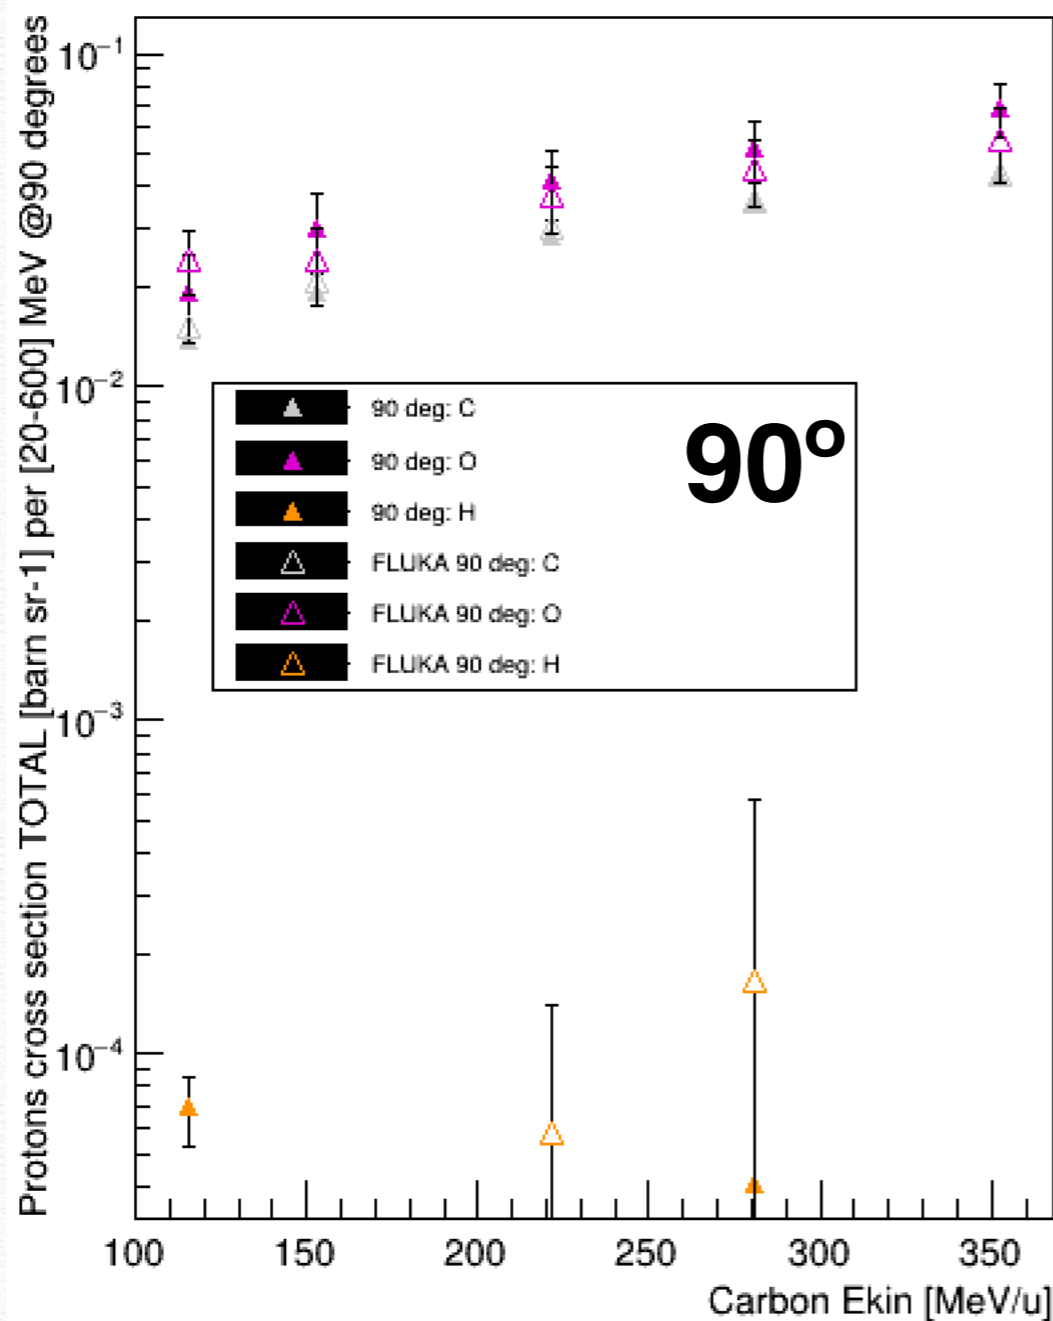 Protons cross section TOTAL [barn sr-1] per [20-600] MeV @90 degrees
10⁻¹
10⁻²
10⁻³
10⁻⁴
90 deg: C
90 deg: O
90 deg: H
FLUKA 90 deg: C
FLUKA 90 deg: O
FLUKA 90 deg: H
90º
100 150 200 250 300 350
Carbon Ekin [MeV/u]